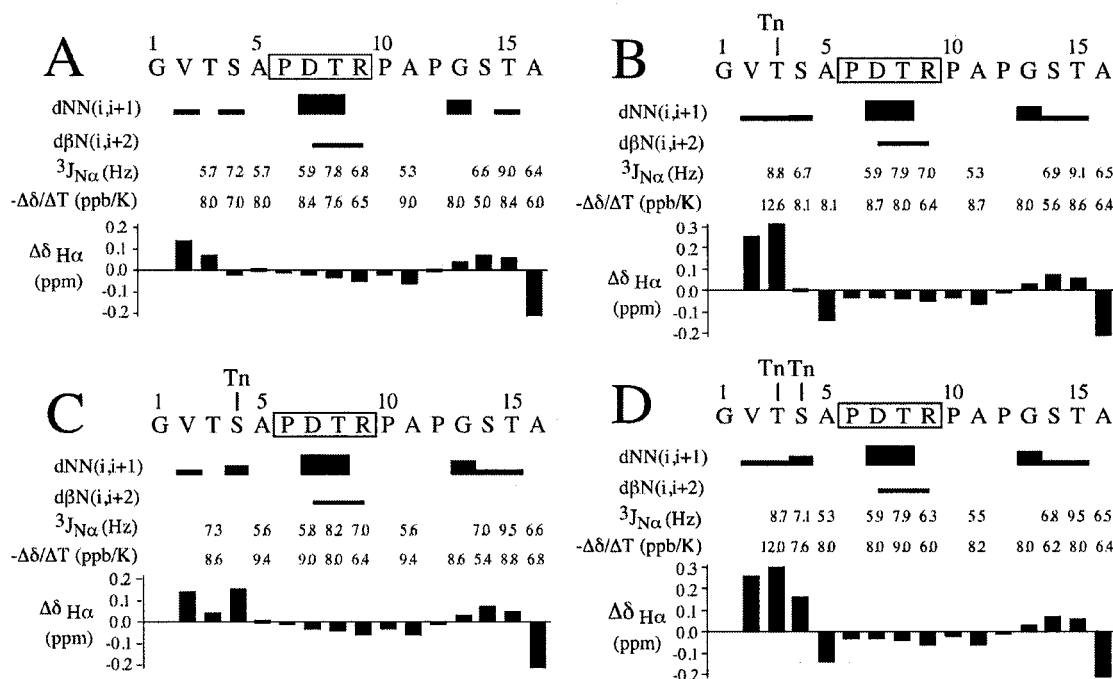 A
1 5 10 15
G V T S A P D T R P A P G S T A
dNN(i,i+1)
dβN(i,i+2)
³JNα (Hz) 5.7 7.2 5.7 5.9 7.8 6.8 5.3 6.6 9.0 6.4
-Δδ/ΔT (ppb/K) 8.0 7.0 8.0 8.4 7.6 6.5 9.0 8.0 5.0 8.4 6.0
Δδ Hα
(ppm)
0.2
0.1
0.0
-0.1
-0.2
B
Tn
1 5 10 15
G V T S A P D T R P A P G S T A
dNN(i,i+1)
dβN(i,i+2)
³JNα (Hz) 8.8 6.7 5.9 7.9 7.0 5.3 6.9 9.1 6.5
-Δδ/ΔT (ppb/K) 12.6 8.1 8.1 8.7 8.0 6.4 8.7 8.0 5.6 8.6 6.4
Δδ Hα
(ppm)
0.3
0.2
0.1
0.0
-0.1
-0.2
C
Tn
1 5 10 15
G V T S A P D T R P A P G S T A
dNN(i,i+1)
dβN(i,i+2)
³JNα (Hz) 7.3 5.6 5.8 8.2 7.0 5.6 7.0 9.5 6.6
-Δδ/ΔT (ppb/K) 8.6 9.4 9.0 8.0 6.4 9.4 8.6 5.4 8.8 6.8
Δδ Hα
(ppm)
0.2
0.1
0.0
-0.1
-0.2
D
Tn Tn
1 5 10 15
G V T S A P D T R P A P G S T A
dNN(i,i+1)
dβN(i,i+2)
³JNα (Hz) 8.7 7.1 5.3 5.9 7.9 6.3 5.5 6.8 9.5 6.5
-Δδ/ΔT (ppb/K) 12.0 7.6 8.0 8.0 9.0 6.0 8.2 8.0 6.2 8.0 6.4
Δδ Hα
(ppm)
0.3
0.2
0.1
0.0
-0.1
-0.2